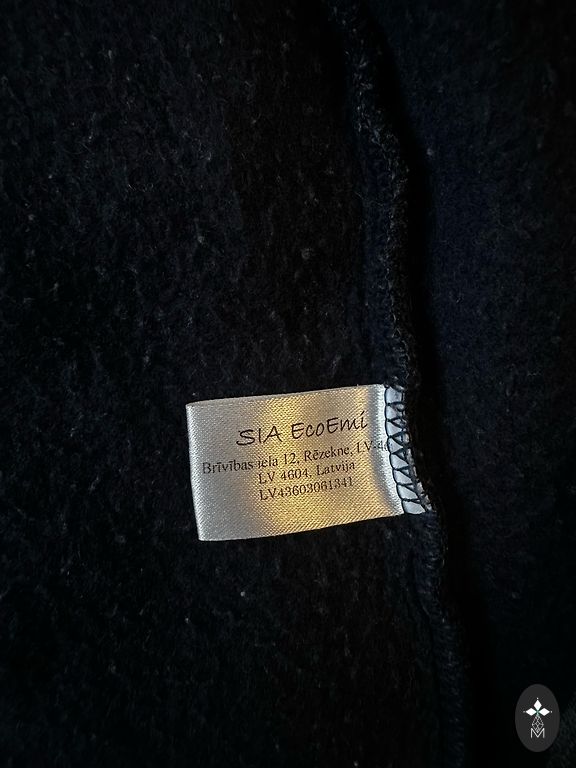 SIA EcoEmi
Brīvības iela 12, Rēzekne,
LV 4604, Latvija
LV43603061341
M